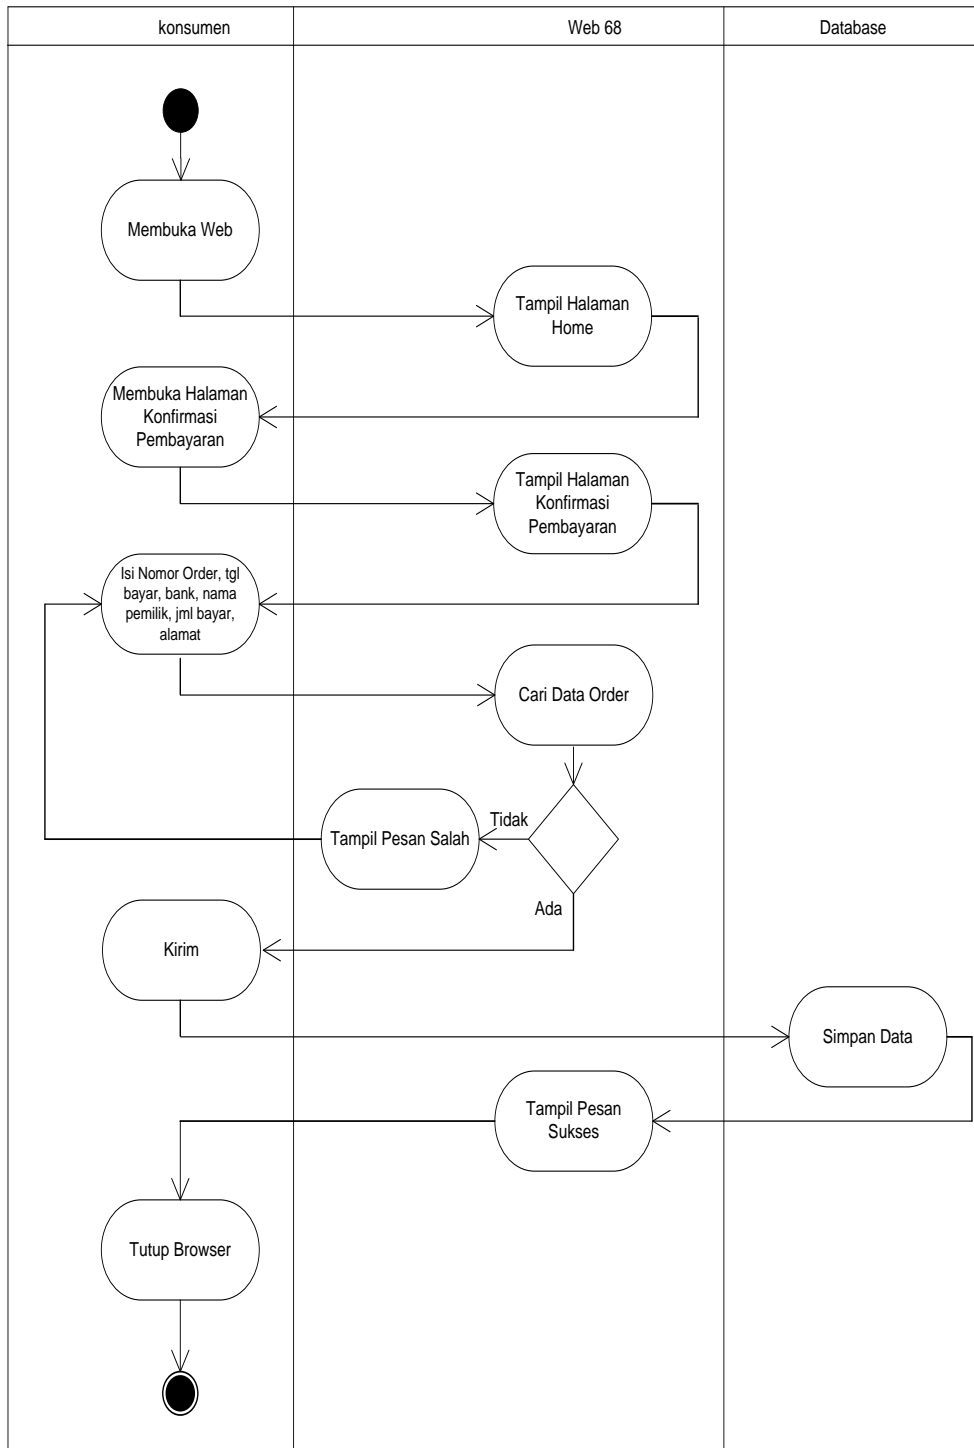 konsumen
Web 68
Database
Membuka Web
Tampil Halaman
Home
Membuka Halaman
Konfirmasi
Pembayaran
Tampil Halaman
Konfirmasi
Pembayaran
Isi Nomor Order, tgl
bayar, bank, nama
pemilik, jml bayar,
alamat
Cari Data Order
Tidak
Tampil Pesan Salah
Ada
Kirim
Simpan Data
Tampil Pesan
Sukses
Tutup Browser